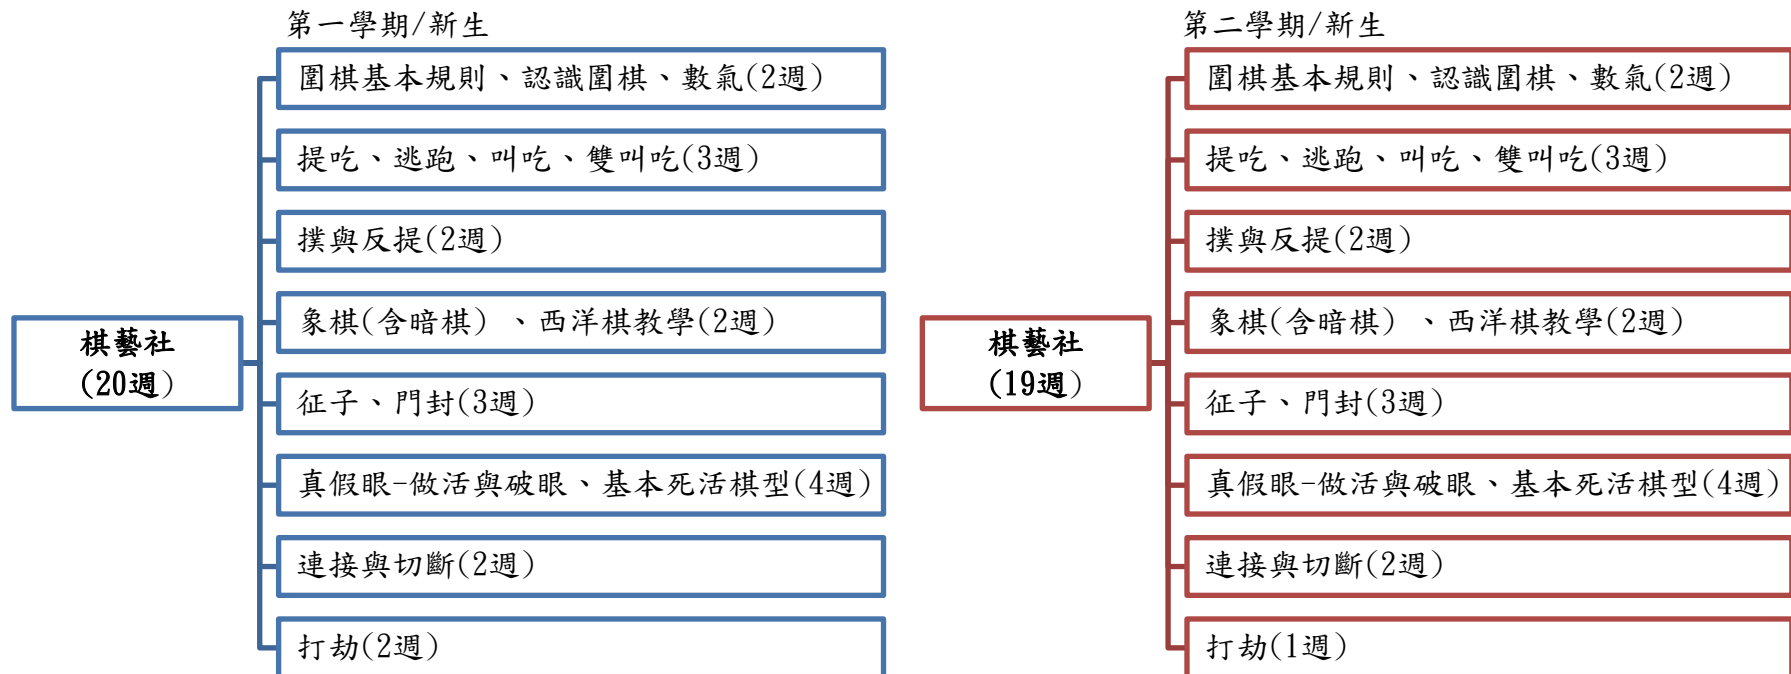 第一學期/新生
棋藝社
(20週)
圍棋基本規則、認識圍棋、數氣(2週)
提吃、逃跑、叫吃、雙叫吃(3週)
撲與反提(2週)
象棋(含暗棋)、西洋棋教學(2週)
征子、門封(3週)
真假眼-做活與破眼、基本死活棋型(4週)
連接與切斷(2週)
打劫(2週)
第二學期/新生
棋藝社
(19週)
圍棋基本規則、認識圍棋、數氣(2週)
提吃、逃跑、叫吃、雙叫吃(3週)
撲與反提(2週)
象棋(含暗棋)、西洋棋教學(2週)
征子、門封(3週)
真假眼-做活與破眼、基本死活棋型(4週)
連接與切斷(2週)
打劫(1週)